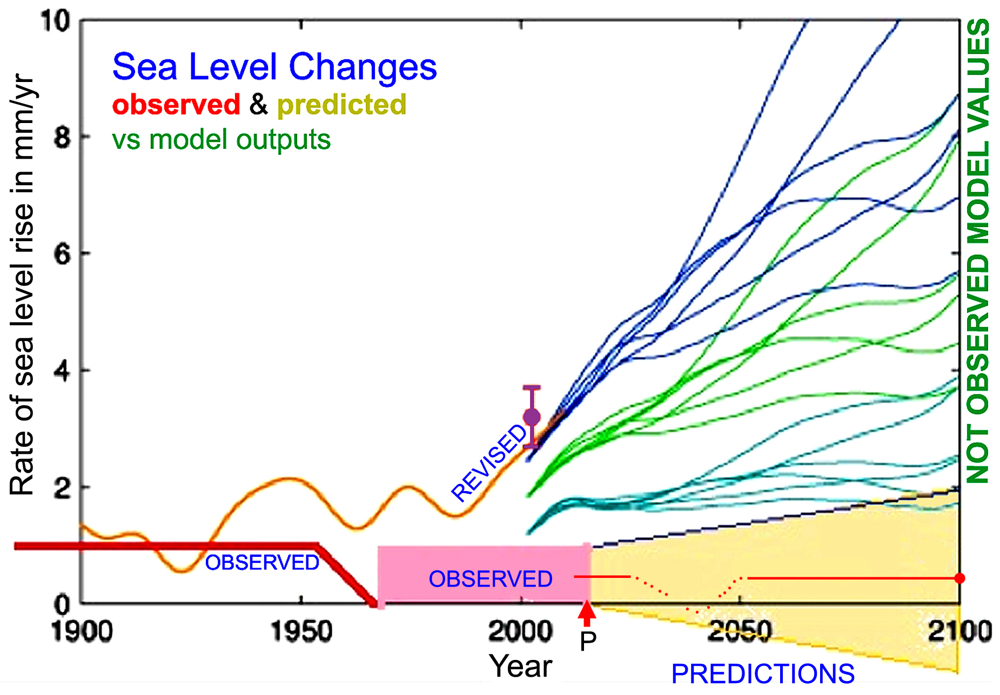 Sea Level Changes
observed & predicted
vs model outputs
Rate of sea level rise in mm/yr
10
8
6
4
2
0
REVISED
OBSERVED
OBSERVED
NOT OBSERVED MODEL VALUES
1900 1950 2000 2050 2100
P
Year
PREDICTIONS